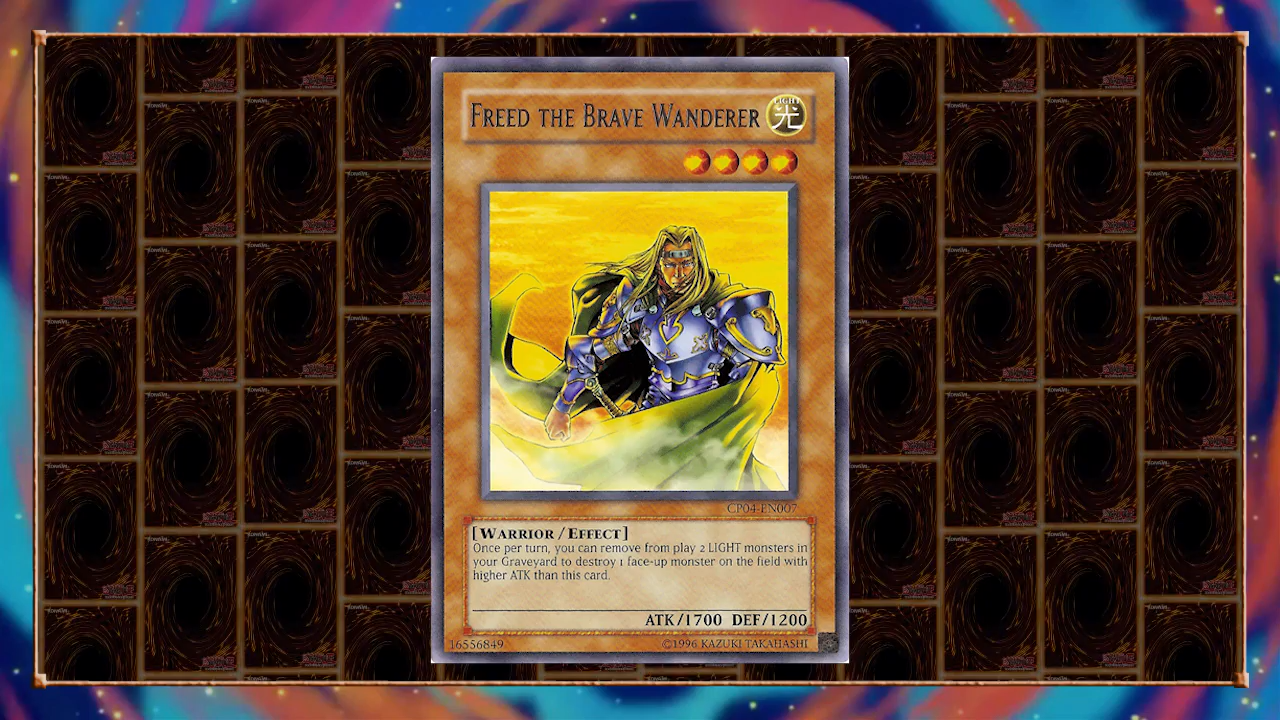 FREED THE BRAVE WANDERER
LIGHT
光
CP04-EN007
[WARRIOR / EFFECT]
Once per turn, you can remove from play 2 LIGHT monsters in
your Graveyard to destroy 1 face-up monster on the field with
higher ATK than this card.
ATK/1700 DEF/1200
16556849
©1996 KAZUKI TAKAHASHI